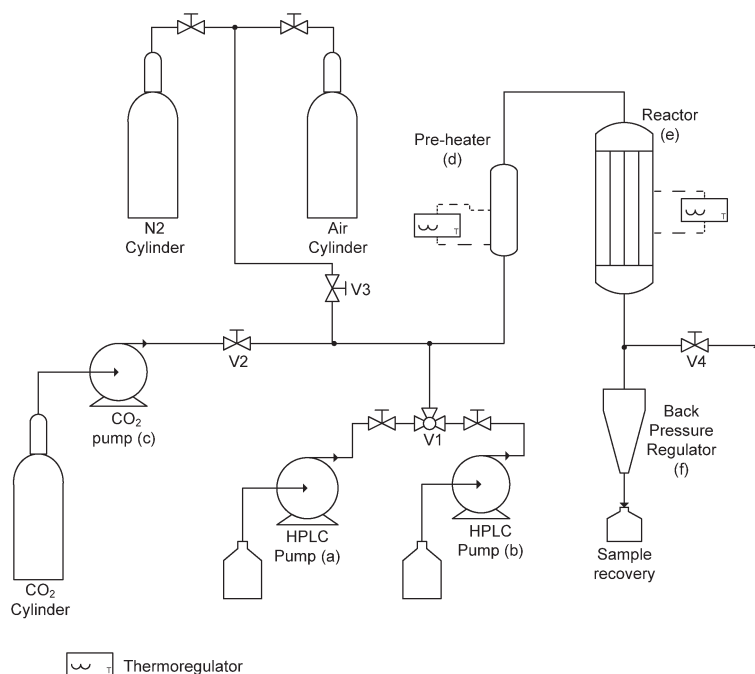 N2
Cylinder
Air
Cylinder
Pre-heater
(d)
T
Reactor
(e)
T
V3
V2
V4
CO₂
pump (c)
V1
Back
Pressure
Regulator
(f)
HPLC
Pump (a)
HPLC
Pump (b)
Sample
recovery
CO₂
Cylinder
T
Thermoregulator